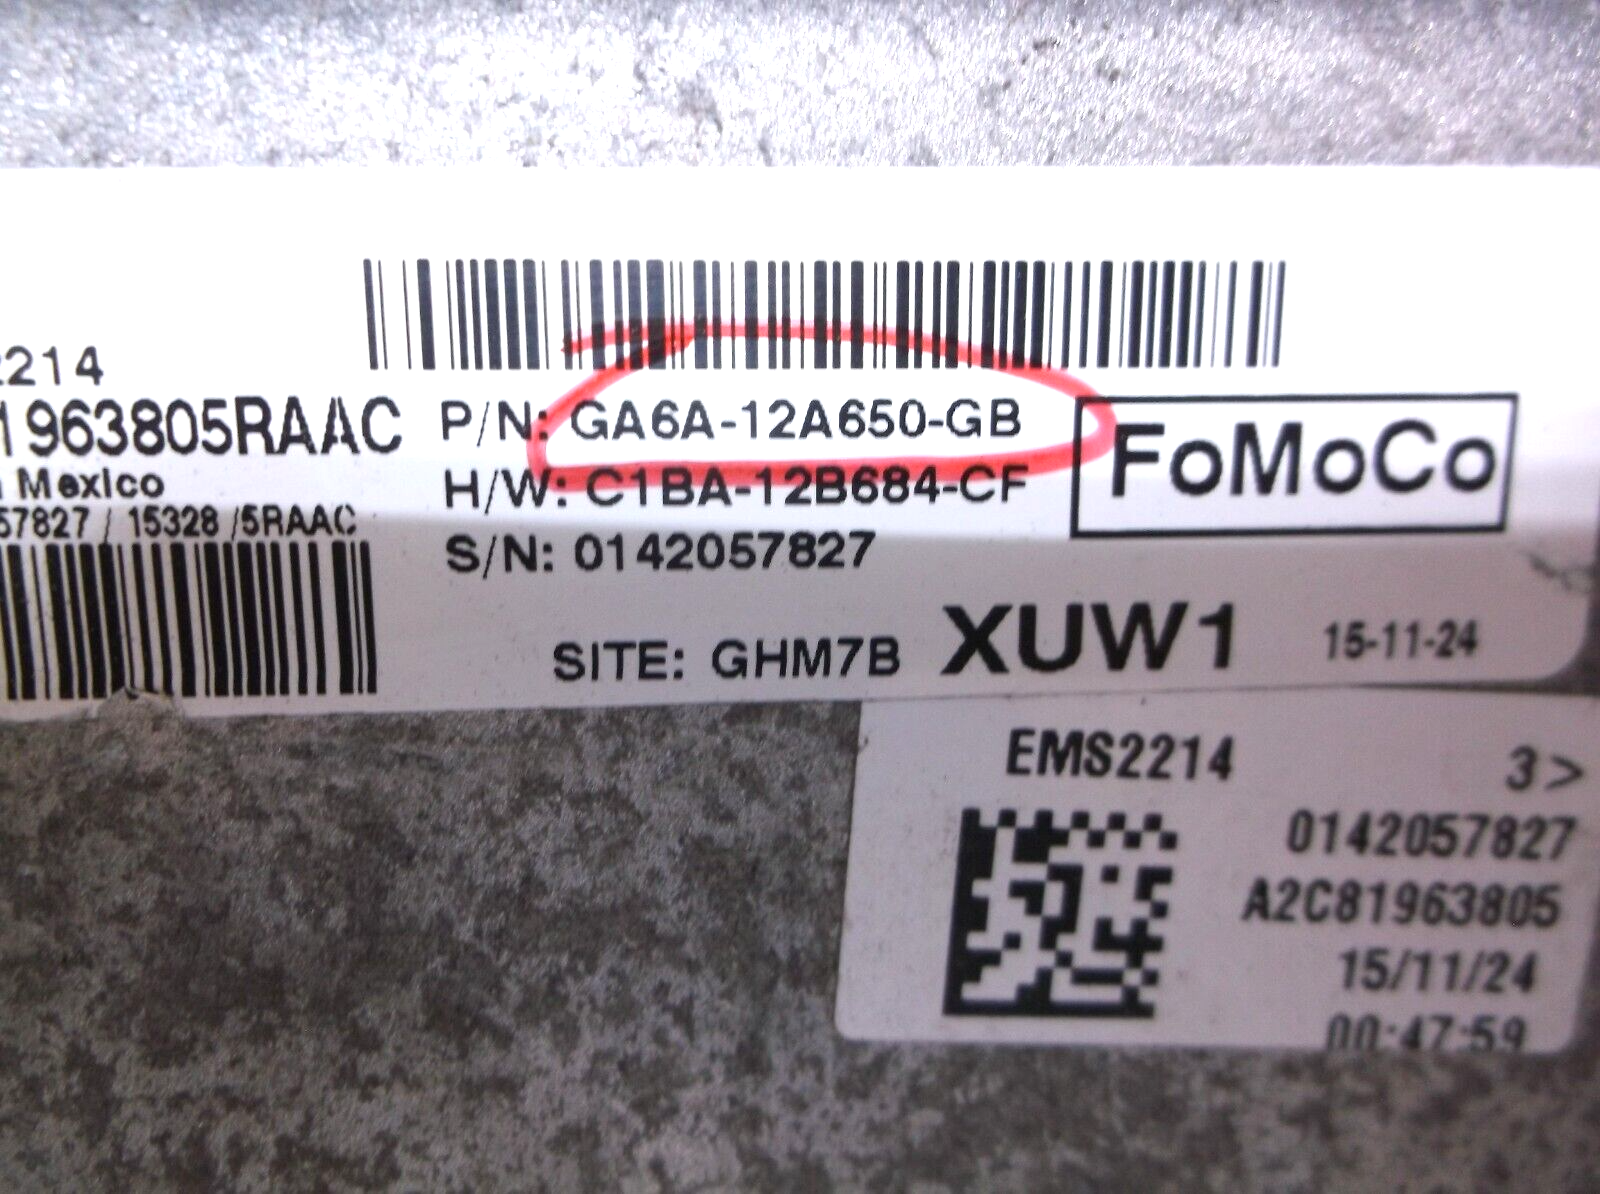 2214
1963805RAAC
Mexico
57827 / 15328 /5RAAC
P/N: GA6A-12A650-GB
H/W: C1BA-12B684-CF
S/N: 0142057827
FoMoCo
SITE: GHM7B XUW1 15-11-24
EMS2214 3>
0142057827
A2C81963805
15/11/24
00:47:59